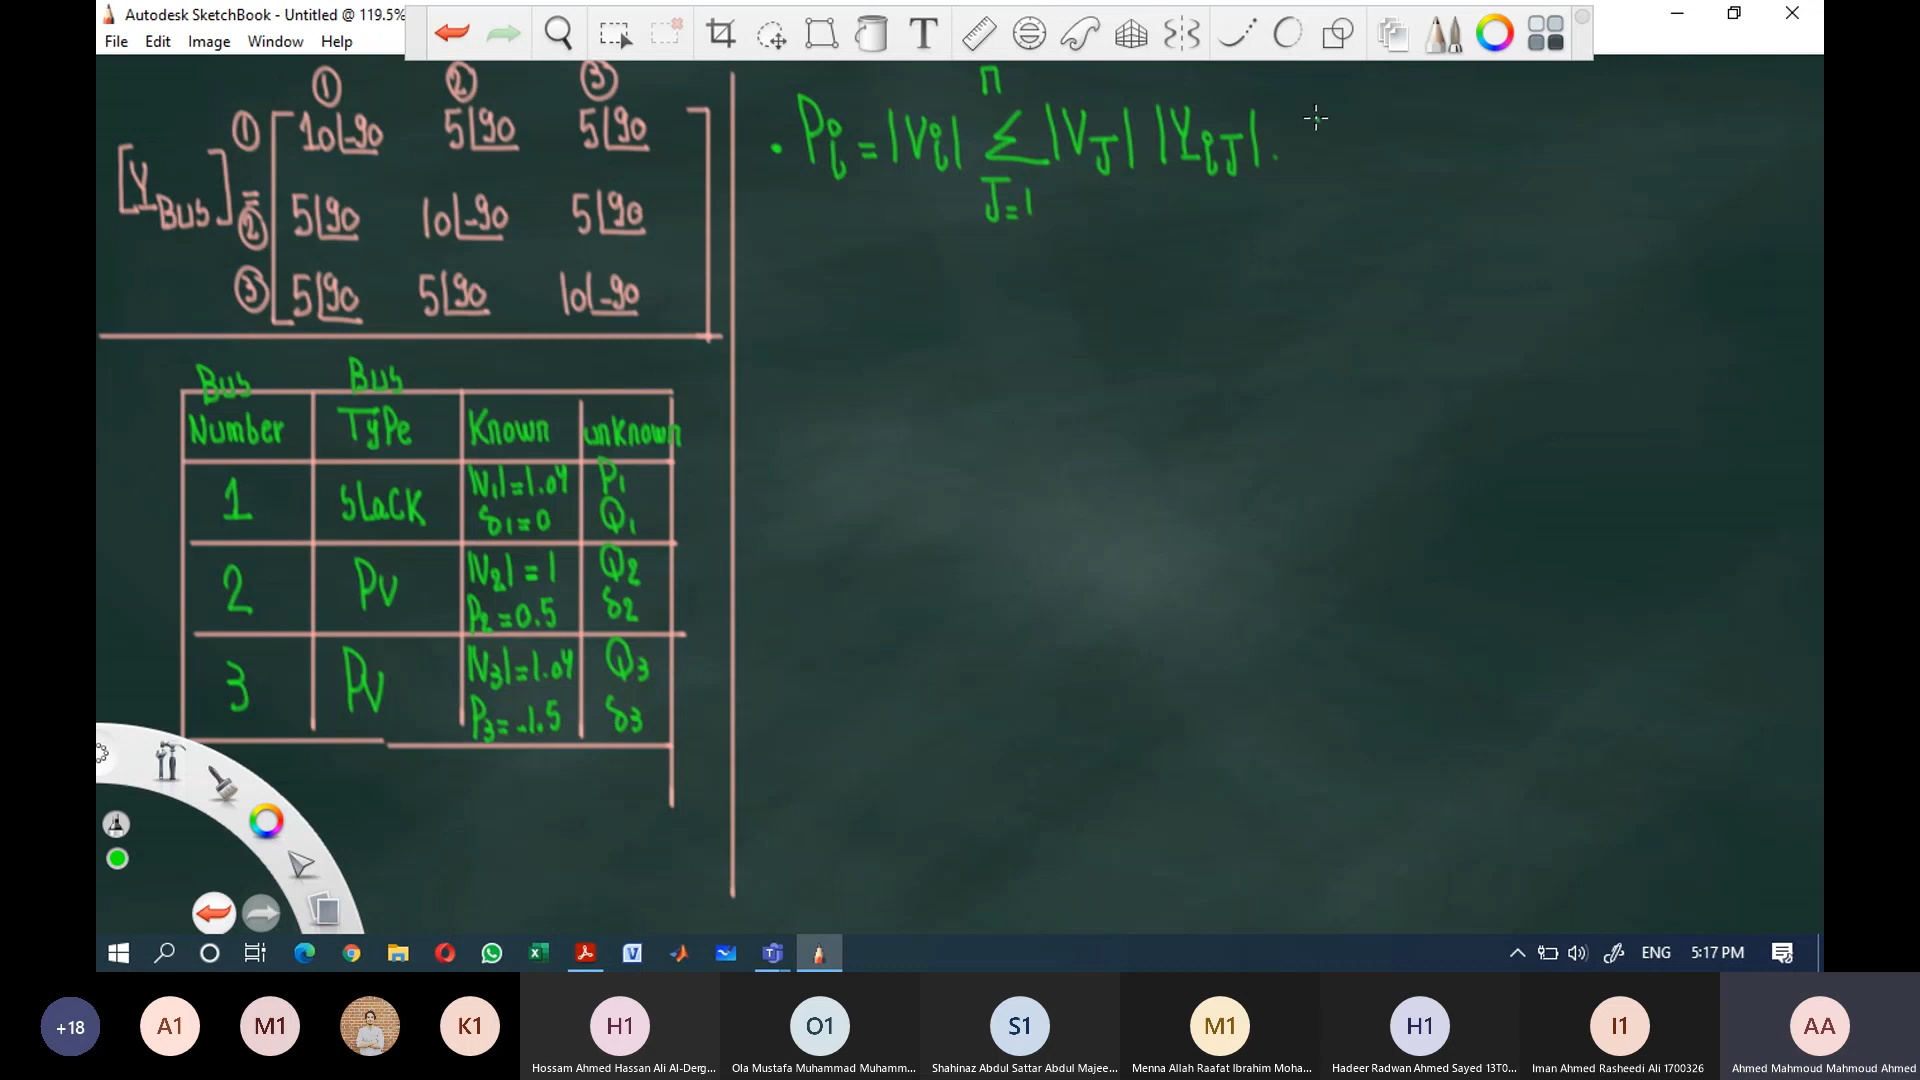 Autodesk SketchBook - Untitled @ 119.5%
File Edit Image Window Help
① ② ③
[Y_Bus] =
① 10∠-90 5∠90 5∠90
② 5∠90 10∠-90 5∠90
③ 5∠90 5∠90 10∠-90
Bus Number Bus Type Known unknown
1 Slack |V1|=1.04 P1
δ1=0 Q1
2 PV |V2|=1 Q2
P2=0.5 δ2
3 PV |V3|=1.04 Q3
P3=-1.5 δ3
n
. Pi = |Vi| Σ |VJ| |YiJ| .
J=1
ENG 5:17 PM
+18 A1 M1 K1 H1 O1 S1 M1 H1 I1 AA
Hossam Ahmed Hassan Ali Al-Derg...
Ola Mustafa Muhammad Muhamm...
Shahinaz Abdul Sattar Abdul Majee...
Menna Allah Raafat Ibrahim Moha...
Hadeer Radwan Ahmed Sayed 13T0...
Iman Ahmed Rasheedi Ali 1700326
Ahmed Mahmoud Mahmoud Ahmed